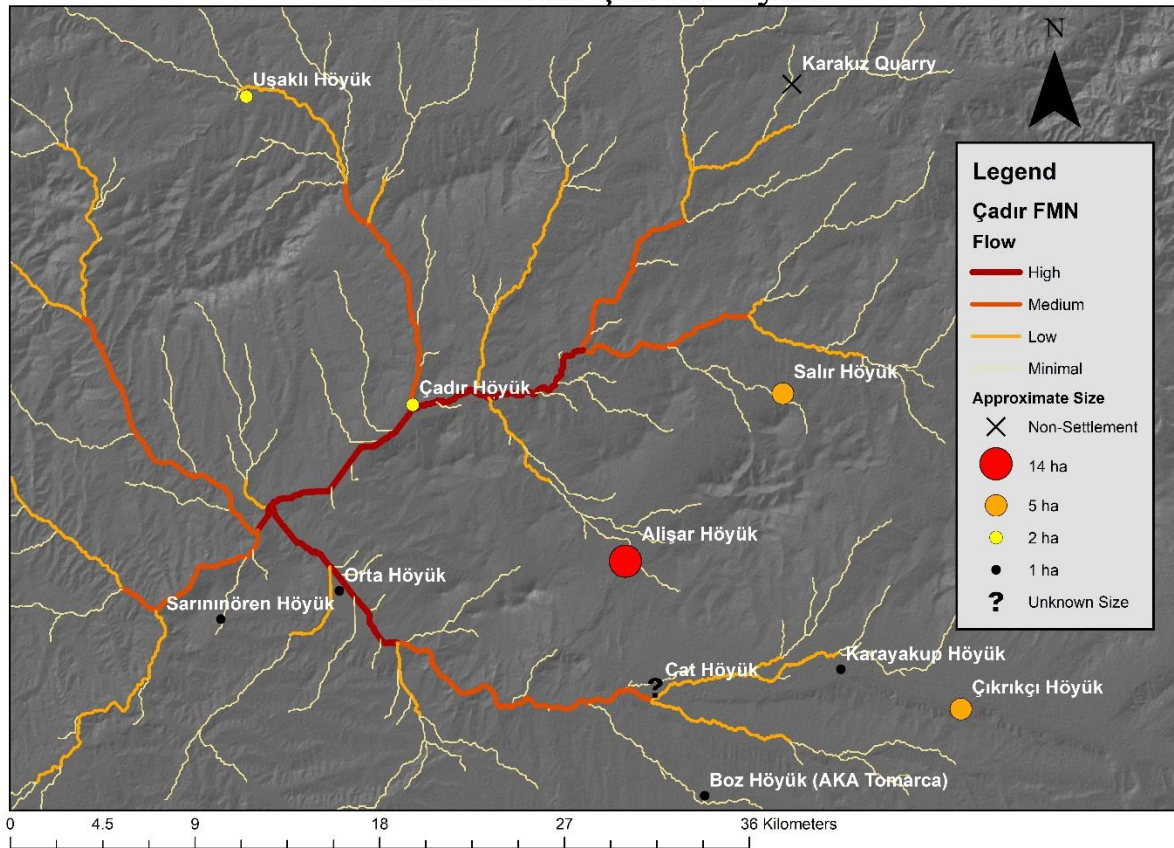 Uşaklı Höyük
Karakız Quarry
N
Çadır Höyük
Salır Höyük
Alişar Höyük
Orta Höyük
Sarınınören Höyük
Çat Höyük
?
Karayakup Höyük
Çıkrıkçı Höyük
Boz Höyük (AKA Tomarca)
Legend
Çadır FMN
Flow
High
Medium
Low
Minimal
Approximate Size
Non-Settlement
14 ha
5 ha
2 ha
1 ha
? Unknown Size
0 4.5 9 18 27 36 Kilometers